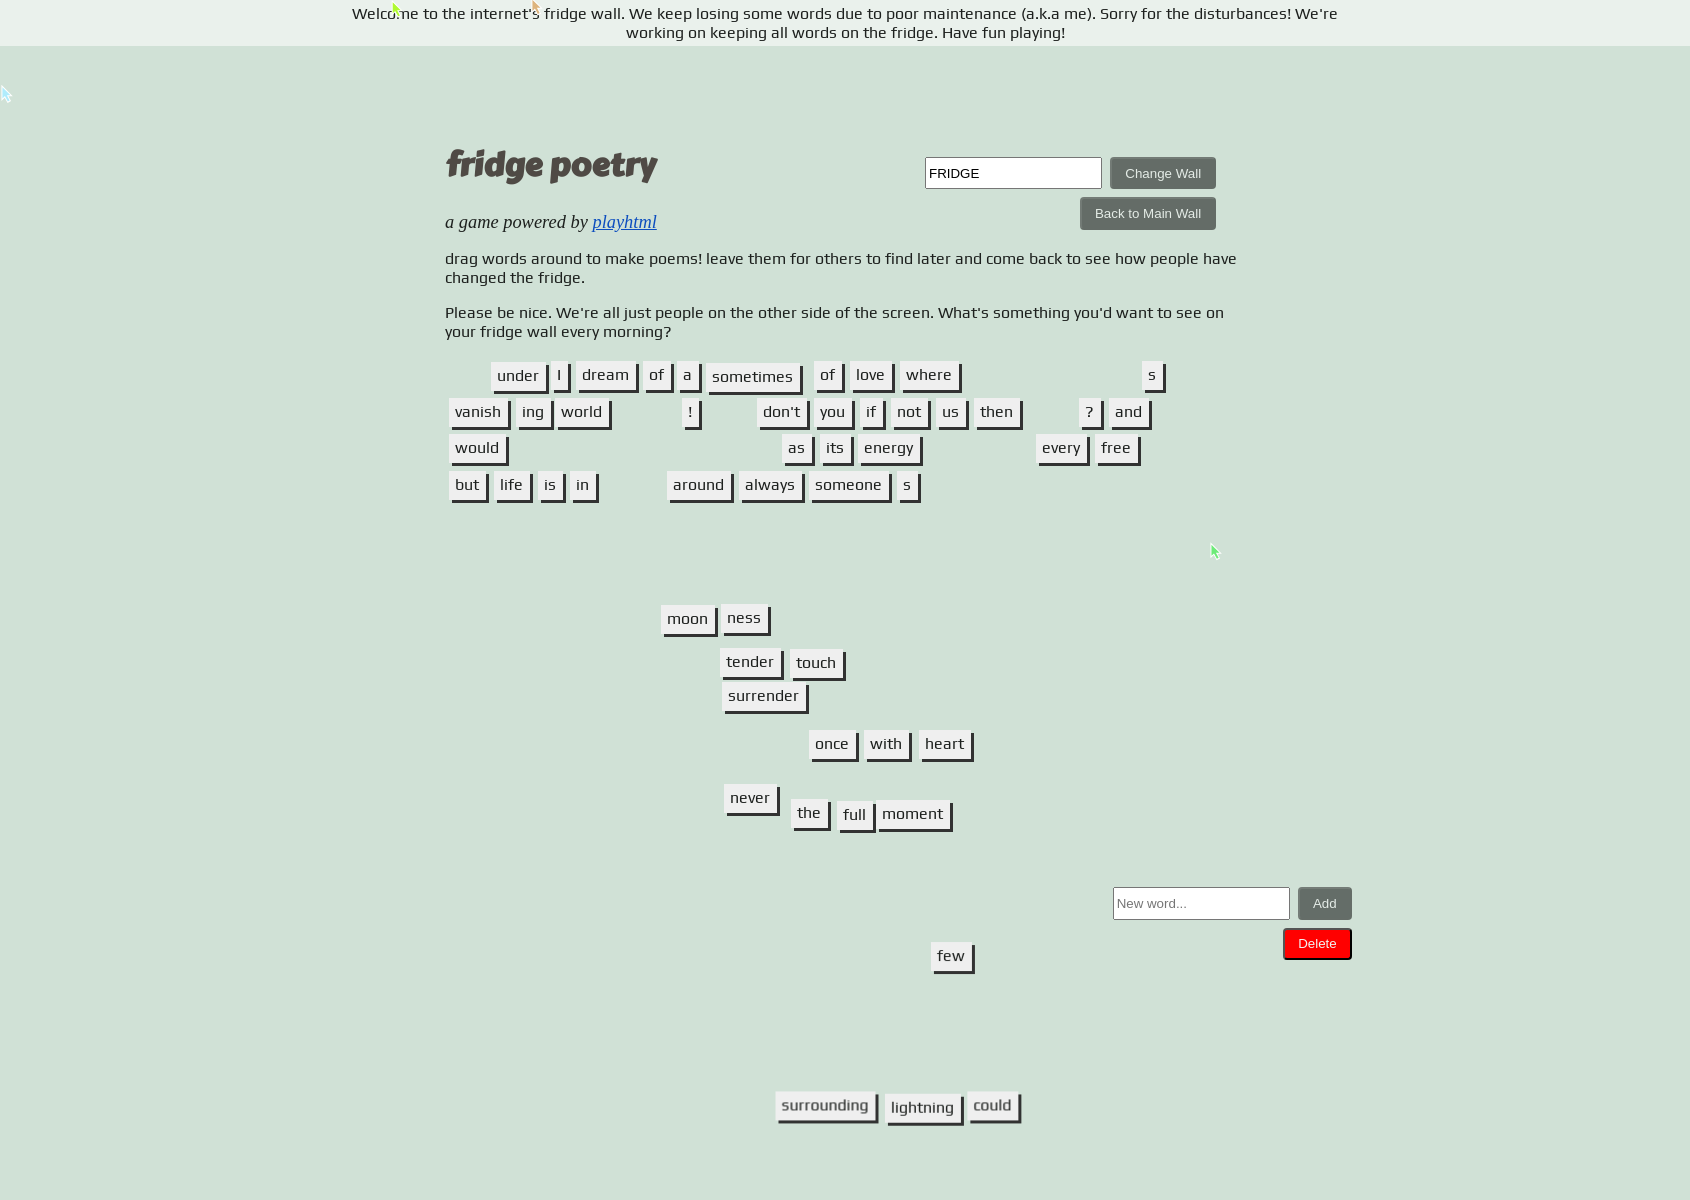 Welcome to the internet's fridge wall. We keep losing some words due to poor maintenance (a.k.a me). Sorry for the disturbances! We're
working on keeping all words on the fridge. Have fun playing!
fridge poetry
FRIDGE
Change Wall
Back to Main Wall
a game powered by playhtml
drag words around to make poems! leave them for others to find later and come back to see how people have
changed the fridge.
Please be nice. We're all just people on the other side of the screen. What's something you'd want to see on
your fridge wall every morning?
under I dream of a sometimes of love where s
vanish ing world ! don't you if not us then ? and
would as its energy every free
but life is in around always someone s
moon ness
tender touch
surrender
once with heart
never the full moment
New word... Add
Delete
few
surrounding lightning could